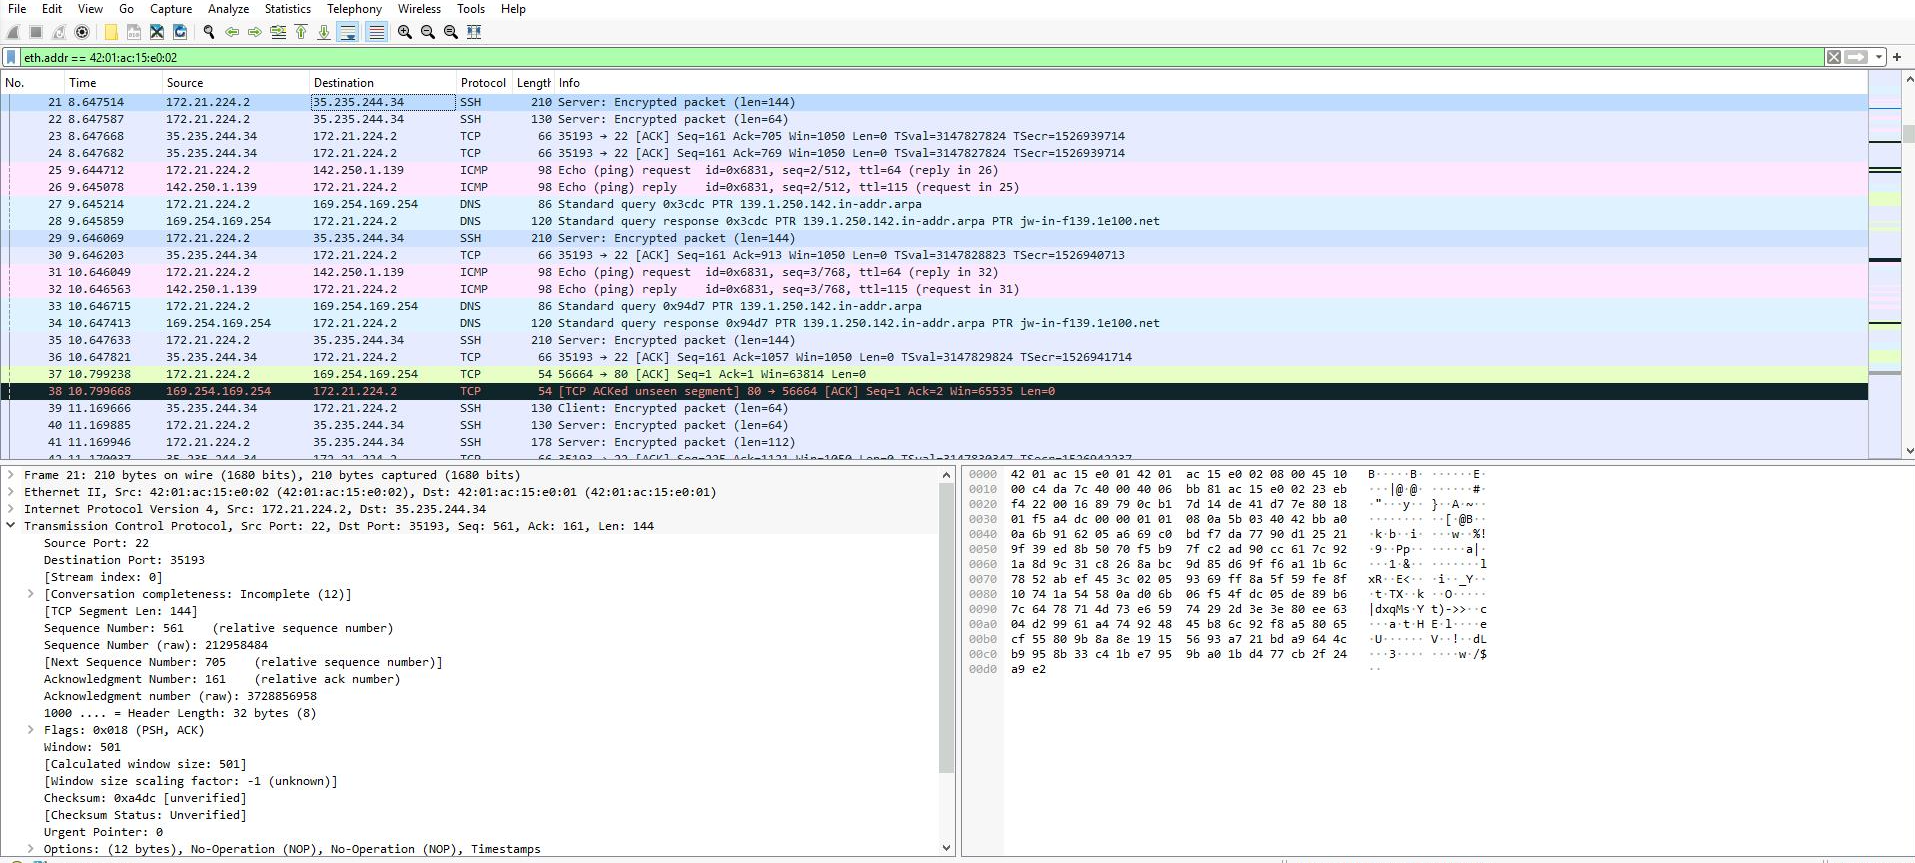 File Edit View Go Capture Analyze Statistics Telephony Wireless Tools Help
eth.addr == 42:01:ac:15:e0:02
No. Time Source Destination Protocol Length Info
21 8.647514 172.21.224.2 35.235.244.34 SSH 210 Server: Encrypted packet (len=144)
22 8.647587 172.21.224.2 35.235.244.34 SSH 130 Server: Encrypted packet (len=64)
23 8.647668 35.235.244.34 172.21.224.2 TCP 66 35193 → 22 [ACK] Seq=161 Ack=705 Win=1050 Len=0 TSval=3147827824 TSecr=1526939714
24 8.647682 35.235.244.34 172.21.224.2 TCP 66 35193 → 22 [ACK] Seq=161 Ack=769 Win=1050 Len=0 TSval=3147827824 TSecr=1526939714
25 9.644712 172.21.224.2 142.250.1.139 ICMP 98 Echo (ping) request id=0x6831, seq=2/512, ttl=64 (reply in 26)
26 9.645078 142.250.1.139 172.21.224.2 ICMP 98 Echo (ping) reply id=0x6831, seq=2/512, ttl=115 (request in 25)
27 9.645214 172.21.224.2 169.254.169.254 DNS 86 Standard query 0x3cdc PTR 139.1.250.142.in-addr.arpa
28 9.645859 169.254.169.254 172.21.224.2 DNS 120 Standard query response 0x3cdc PTR 139.1.250.142.in-addr.arpa PTR jw-in-f139.1e100.net
29 9.646069 172.21.224.2 35.235.244.34 SSH 210 Server: Encrypted packet (len=144)
30 9.646203 35.235.244.34 172.21.224.2 TCP 66 35193 → 22 [ACK] Seq=161 Ack=913 Win=1050 Len=0 TSval=3147828823 TSecr=1526940713
31 10.646049 172.21.224.2 142.250.1.139 ICMP 98 Echo (ping) request id=0x6831, seq=3/768, ttl=64 (reply in 32)
32 10.646563 142.250.1.139 172.21.224.2 ICMP 98 Echo (ping) reply id=0x6831, seq=3/768, ttl=115 (request in 31)
33 10.646715 172.21.224.2 169.254.169.254 DNS 86 Standard query 0x94d7 PTR 139.1.250.142.in-addr.arpa
34 10.647413 169.254.169.254 172.21.224.2 DNS 120 Standard query response 0x94d7 PTR 139.1.250.142.in-addr.arpa PTR jw-in-f139.1e100.net
35 10.647633 172.21.224.2 35.235.244.34 SSH 210 Server: Encrypted packet (len=144)
36 10.647821 35.235.244.34 172.21.224.2 TCP 66 35193 → 22 [ACK] Seq=161 Ack=1057 Win=1050 Len=0 TSval=3147829824 TSecr=1526941714
37 10.799238 172.21.224.2 169.254.169.254 TCP 54 56664 → 80 [ACK] Seq=1 Ack=1 Win=63814 Len=0
38 10.799668 169.254.169.254 172.21.224.2 TCP 54 [TCP ACKed unseen segment] 80 → 56664 [ACK] Seq=1 Ack=2 Win=65535 Len=0
39 11.169666 35.235.244.34 172.21.224.2 SSH 130 Client: Encrypted packet (len=64)
40 11.169885 172.21.224.2 35.235.244.34 SSH 130 Server: Encrypted packet (len=64)
41 11.169946 172.21.224.2 35.235.244.34 SSH 178 Server: Encrypted packet (len=112)
Frame 21: 210 bytes on wire (1680 bits), 210 bytes captured (1680 bits)
Ethernet II, Src: 42:01:ac:15:e0:02 (42:01:ac:15:e0:02), Dst: 42:01:ac:15:e0:01 (42:01:ac:15:e0:01)
Internet Protocol Version 4, Src: 172.21.224.2, Dst: 35.235.244.34
Transmission Control Protocol, Src Port: 22, Dst Port: 35193, Seq: 561, Ack: 161, Len: 144
Source Port: 22
Destination Port: 35193
[Stream index: 0]
[Conversation completeness: Incomplete (12)]
[TCP Segment Len: 144]
Sequence Number: 561 (relative sequence number)
Sequence Number (raw): 212958484
[Next Sequence Number: 705 (relative sequence number)]
Acknowledgment Number: 161 (relative ack number)
Acknowledgment number (raw): 3728856958
1000 .... = Header Length: 32 bytes (8)
Flags: 0x018 (PSH, ACK)
Window: 501
[Calculated window size: 501]
[Window size scaling factor: -1 (unknown)]
Checksum: 0xa4dc [unverified]
[Checksum Status: Unverified]
Urgent Pointer: 0
Options: (12 bytes), No-Operation (NOP), No-Operation (NOP), Timestamps
0000 42 01 ac 15 e0 01 42 01 ac 15 e0 02 08 00 45 10 B·····B· ······E·
0010 00 c4 da 7c 40 00 40 06 bb 81 ac 15 e0 02 23 eb ···|@·@· ······#·
0020 f4 22 00 16 89 79 0c b1 7d 14 de 41 d7 7e 80 18 ·"···y·· }··A·~··
0030 01 f5 a4 dc 00 00 01 01 08 0a 5b 03 40 42 bb a0 ········ ··[·@B··
0040 0a 6b 91 62 05 a6 69 c0 bd f7 da 77 90 d1 25 21 ·k·b··i· ···w··%!
0050 9f 39 ed 8b 50 70 f5 b9 7f c2 ad 90 cc 61 7c 92 ·9··Pp·· ·····a|·
0060 1a 8d 9c 31 c8 26 8a bc 9d 85 d6 9f f6 a1 1b 6c ···1·&·· ·······l
0070 78 52 ab ef 45 3c 02 05 93 69 ff 8a 5f 59 fe 8f xR··E<·· ·i··_Y··
0080 10 74 1a 54 58 0a d0 6b 06 f5 4f dc 05 de 89 b6 ·t·TX··k ··O·····
0090 7c 64 78 71 4d 73 e6 59 74 29 2d 3e 3e 80 ee 63 |dxqMs·Y t)->>··c
00a0 04 d2 99 61 a4 74 92 48 45 b8 6c 92 f8 a5 80 65 ···a·t·H E·l····e
00b0 cf 55 80 9b 8a 8e 19 15 56 93 a7 21 bd a9 64 4c ·U······ V··!··dL
00c0 b9 95 8b 33 c4 1b e7 95 9b a0 1b d4 77 cb 2f 24 ···3···· ····w·/$
00d0 a9 e2 ··